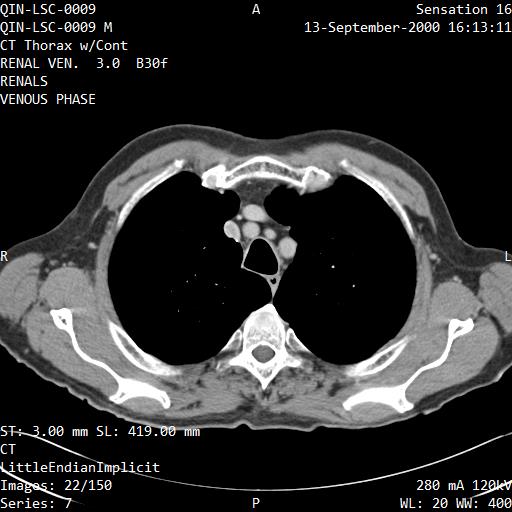 QIN-LSC-0009
A
Sensation 16
QIN-LSC-0009 M
13-September-2000 16:13:11
CT Thorax w/Cont
RENAL VEN.  3.0  B30f
RENALS
VENOUS PHASE
R
L
ST: 3.00 mm SL: 419.00 mm
CT
LittleEndianImplicit
Images: 22/150
280 mA 120kV
Series: 7
P
WL: 20 WW: 400